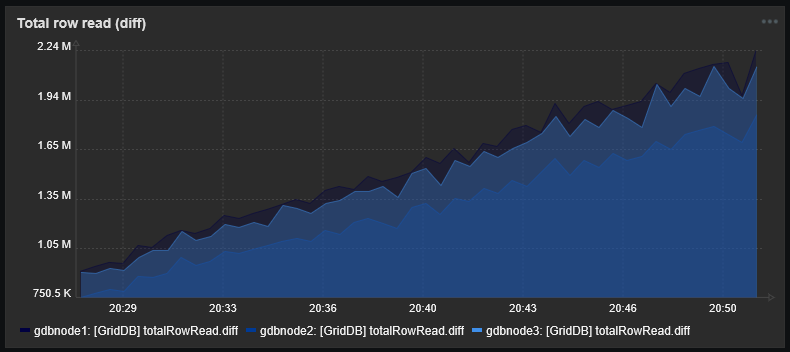 Total row read (diff)
2.24 M
1.94 M
1.65 M
1.35 M
1.05 M
750.5 K
20:29 20:33 20:36 20:40 20:43 20:46 20:50
gdbnode1: [GridDB] totalRowRead.diff gdbnode2: [GridDB] totalRowRead.diff gdbnode3: [GridDB] totalRowRead.diff